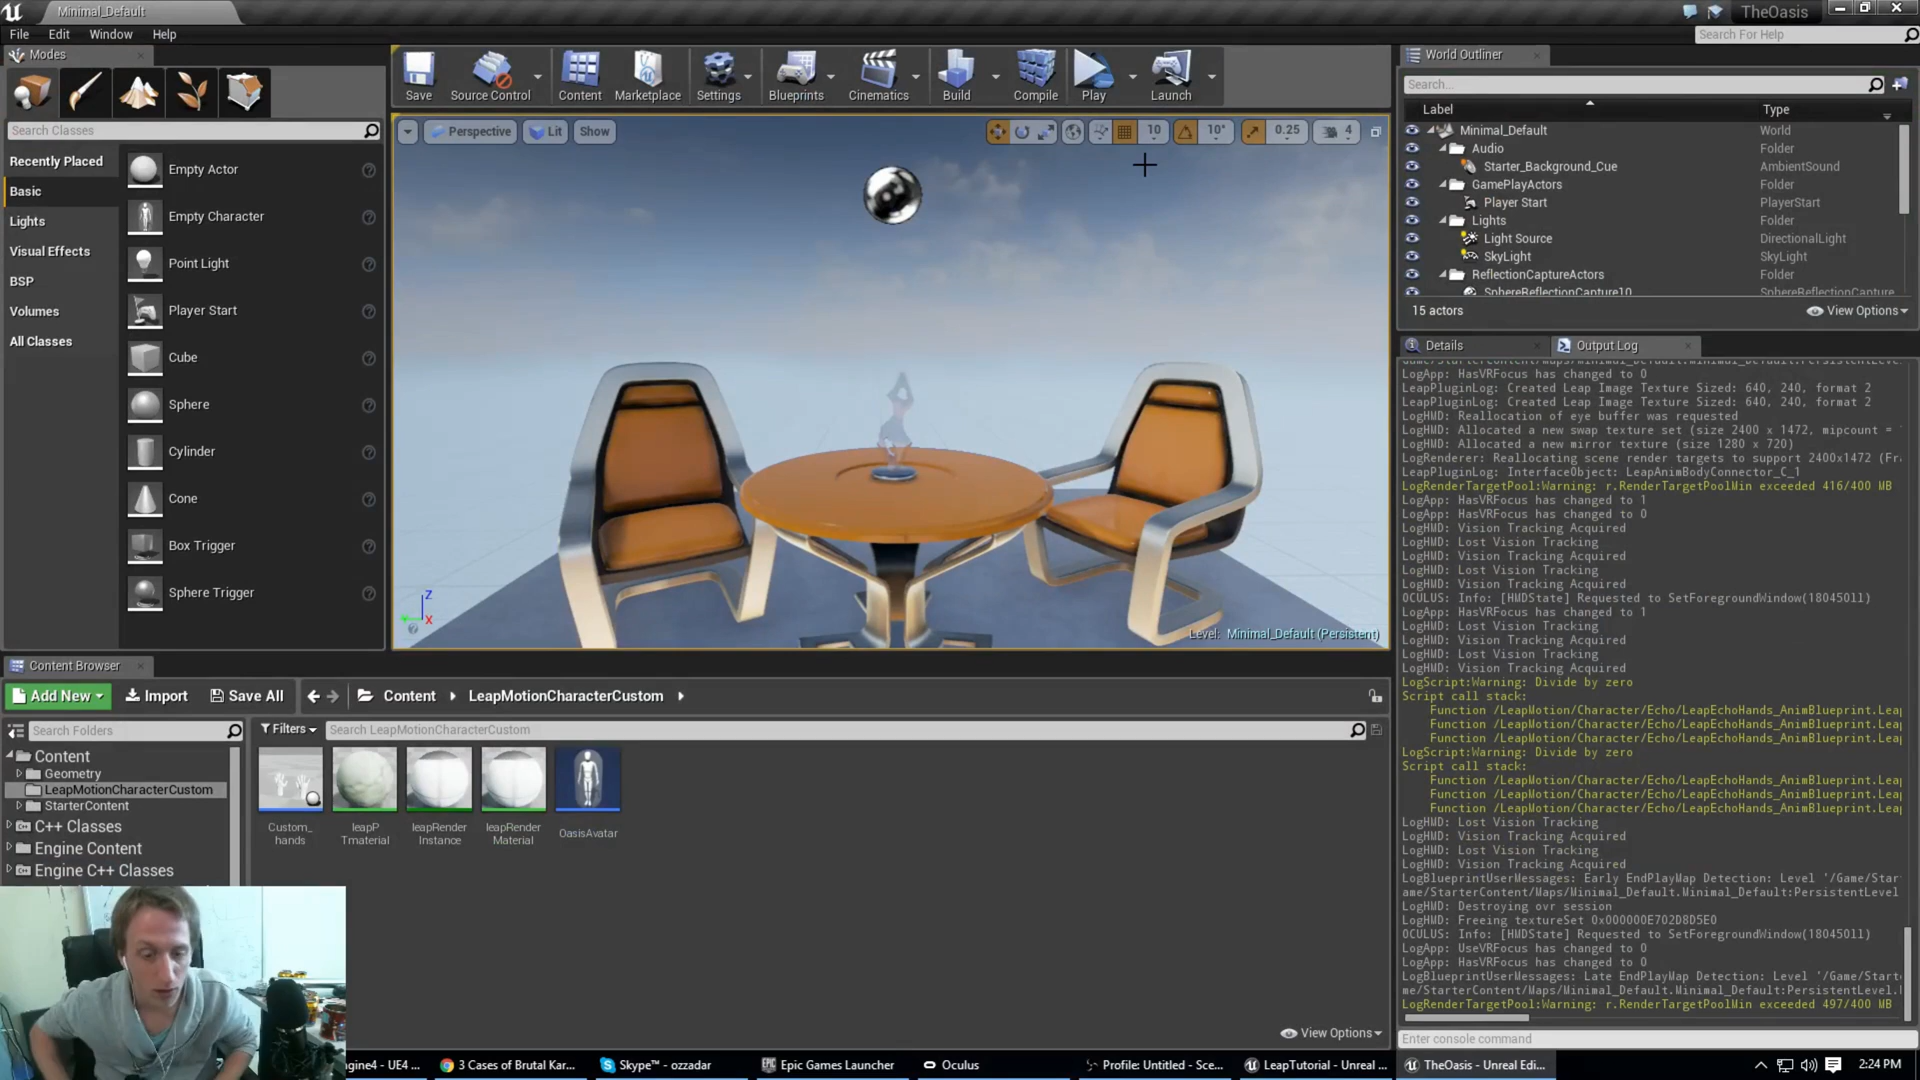 Minimal_Default
TheOasis
File Edit Window Help
Search For Help
Modes
Save
Source Control
Content
Marketplace
Settings
Blueprints
Cinematics
Build
Compile
Play
Launch
World Outliner
Search...
Label Type
Minimal_Default World
Audio Folder
Starter_Background_Cue AmbientSound
GamePlayActors Folder
Player Start PlayerStart
Lights Folder
Light Source DirectionalLight
SkyLight SkyLight
ReflectionCaptureActors Folder
SphereReflectionCapture10 SphereReflectionCapture
15 actors
View Options
Search Classes
Recently Placed
Basic
Lights
Visual Effects
BSP
Volumes
All Classes
Empty Actor
Empty Character
Point Light
Player Start
Cube
Sphere
Cylinder
Cone
Box Trigger
Sphere Trigger
Perspective
Lit
Show
10
10°
0.25
4
Z
X
Level: Minimal_Default (Persistent)
Details
Output Log
LogApp: HasVRFocus has changed to 0
LeapPluginLog: Created Leap Image Texture Sized: 640, 240, format 2
LeapPluginLog: Created Leap Image Texture Sized: 640, 240, format 2
LogHMD: Reallocation of eye buffer was requested
LogHMD: Allocated a new swap texture set (size 2400 x 1472, mipcount =
LogHMD: Allocated a new mirror texture (size 1280 x 720)
LogRenderer: Reallocating scene render targets to support 2400x1472 (Fra
LeapPluginLog: InterfaceObject: LeapAnimBodyConnector_C_1
LogRenderTargetPool:Warning: r.RenderTargetPoolMin exceeded 416/400 MB
LogApp: HasVRFocus has changed to 1
LogApp: HasVRFocus has changed to 0
LogHMD: Vision Tracking Acquired
LogHMD: Lost Vision Tracking
LogHMD: Vision Tracking Acquired
LogHMD: Lost Vision Tracking
LogHMD: Vision Tracking Acquired
OCULUS: Info: [HMDState] Requested to SetForegroundWindow(18045011)
LogApp: HasVRFocus has changed to 1
LogHMD: Lost Vision Tracking
LogHMD: Vision Tracking Acquired
LogHMD: Lost Vision Tracking
LogHMD: Vision Tracking Acquired
LogScript:Warning: Divide by zero
Script call stack:
Function /LeapMotion/Character/Echo/LeapEchoHands_AnimBlueprint.Leap
Function /LeapMotion/Character/Echo/LeapEchoHands_AnimBlueprint.Leap
Function /LeapMotion/Character/Echo/LeapEchoHands_AnimBlueprint.Leap
LogScript:Warning: Divide by zero
Script call stack:
Function /LeapMotion/Character/Echo/LeapEchoHands_AnimBlueprint.Leap
Function /LeapMotion/Character/Echo/LeapEchoHands_AnimBlueprint.Leap
Function /LeapMotion/Character/Echo/LeapEchoHands_AnimBlueprint.Leap
LogHMD: Lost Vision Tracking
LogHMD: Vision Tracking Acquired
LogHMD: Lost Vision Tracking
LogHMD: Vision Tracking Acquired
LogBlueprintUserMessages: Early EndPlayMap Detection: Level '/Game/Star
ame/StarterContent/Maps/Minimal_Default.Minimal_Default:PersistentLevel
LogHMD: Destroying ovr session
LogHMD: Freeing textureSet 0x000000E702D8D5E0
OCULUS: Info: [HMDState] Requested to SetForegroundWindow(18045011)
LogApp: UseVRFocus has changed to 0
LogApp: HasVRFocus has changed to 0
LogBlueprintUserMessages: Late EndPlayMap Detection: Level '/Game/Start
me/StarterContent/Maps/Minimal_Default.Minimal_Default:PersistentLevel.
LogRenderTargetPool:Warning: r.RenderTargetPoolMin exceeded 497/400 MB
Enter console command
Content Browser
Add New
Import
Save All
Content
LeapMotionCharacterCustom
Search Folders
Filters
Search LeapMotionCharacterCustom
Content
Geometry
LeapMotionCharacterCustom
StarterContent
C++ Classes
Engine Content
Engine C++ Classes
Custom_
hands
leapP
Tmaterial
leapRender
Instance
leapRender
Material
OasisAvatar
View Options
ngine4 - UE4 ...
3 Cases of Brutal Kar...
Skype™ - ozzadar
Epic Games Launcher
Oculus
Profile: Untitled - Sce...
LeapTutorial - Unreal ...
TheOasis - Unreal Edi...
2:24 PM